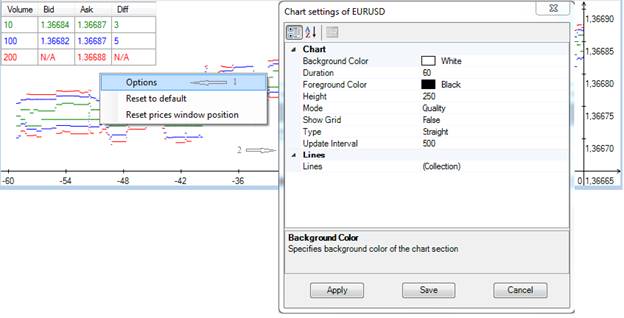 Volume Bid Ask Diff
10 1.36684 1.36687 3
100 1.36682 1.36687 5
200 N/A 1.36688 N/A
Options 1
Reset to default
Reset prices window position
2
-60 -54 -48 -42 -36
Chart settings of EURUSD
Chart
Background Color White
Duration 60
Foreground Color Black
Height 250
Mode Guality
Show Grid False
Type Straight
Update Interval 500
Lines
Lines (Collection)
Background Color
Specifies background color of the chart section
Apply Save Cancel
1,36690
1,36685
1,36680
1,36675
1,36670
0 1,36665